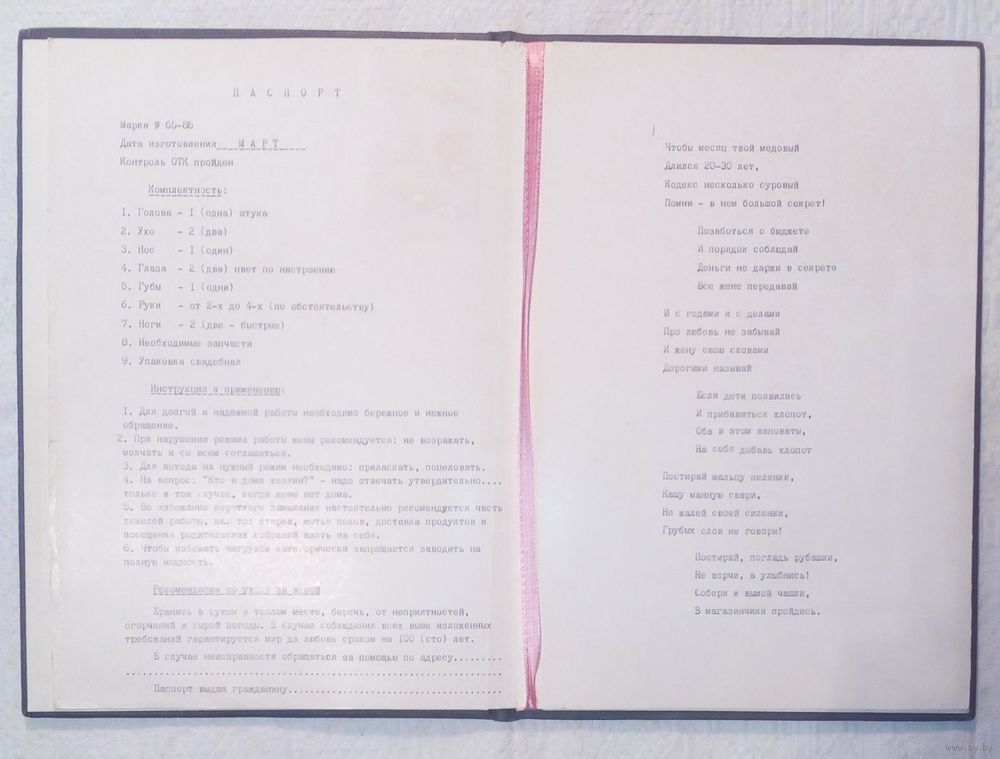 ПАСПОРТ
Марка № 66-86
Дата изготовления МАРТ
Контроль ОТК пройден
Комплектность:
1. Голова - 1 (одна) штука
2. Ухо - 2 (два)
3. Нос - 1 (один)
4. Глаза - 2 (два) цвет по настроению
5. Губы - 1 (одни)
6. Руки - от 2-х до 4-х (по обстоятельству)
7. Ноги - 2 (две - быстрые)
8. Необходимые запчасти
9. Упаковка свадебная
Инструкция к применению:
1. Для долгой и надежной работы необходимо бережное и нежное
обращение.
2. При нарушении режима работы жены рекомендуется: не возражать,
молчать и со всем соглашаться.
3. Для выхода на нужный режим необходимо: приласкать, поцеловать.
4. На вопрос: "Кто в доме хозяин?" - надо отвечать утвердительно....
только в том случае, когда жены нет дома.
5. Во избежание короткого замыкания настоятельно рекомендуется часть
тяжелой работы, как то: стирка, мытье полов, доставка продуктов и
посещения родительских собраний взять на себя.
6. Чтобы избежать нагрузки категорически запрещается заводить на
полную мощность.
Рекомендации по уходу за женой
Хранить в сухом и теплом месте, беречь, от неприятностей,
огорчений и сырой погоды. В случае соблюдения всех выше изложенных
требований гарантируется мир да любовь сроком на 100 (сто) лет.
В случае неисправности обращаться за помощью по адресу.........
Паспорт выдан гражданину........................................
Чтобы месяц твой медовый
Длился 20-30 лет,
Кодекс несколько суровый
Помни - в нем большой секрет!
Позаботься о бюджете
И порядок соблюдай
Деньги не держи в секрете
Все жене передавай
И с годами и с делами
Про любовь не забывай
И жену свою словами
Дорогими называй
Если дети появились
И прибавиться хлопот,
Оба в этом виноваты,
На себя добавь хлопот
Постирай мальцу пеленки,
Кашу манную свари,
Не жалей своей силенки,
Грубых слов не говори!
Постирай, погладь рубашки,
Не ворчи, а улыбнись!
Собери и вымой чашки,
В магазинчики пройдись.
www.ay.by